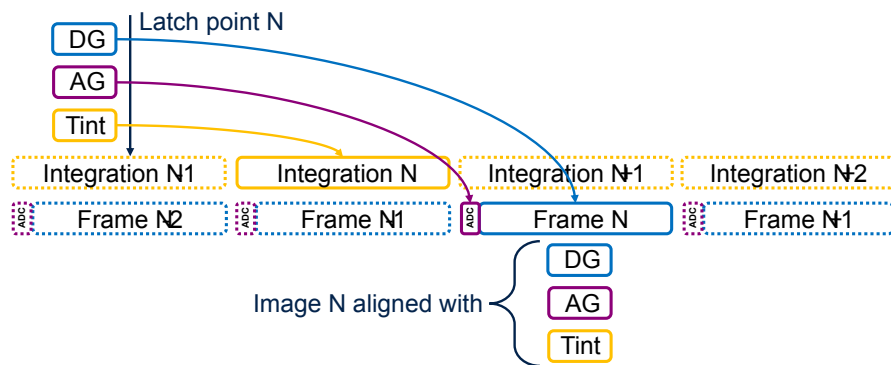 Latch point N
DG
AG
Tint
Integration N-1
Integration N
Integration N+1
Integration N+2
ADC
Frame N-2
ADC
Frame N-1
ADC
Frame N
ADC
Frame N+1
DG
Image N aligned with
AG
Tint